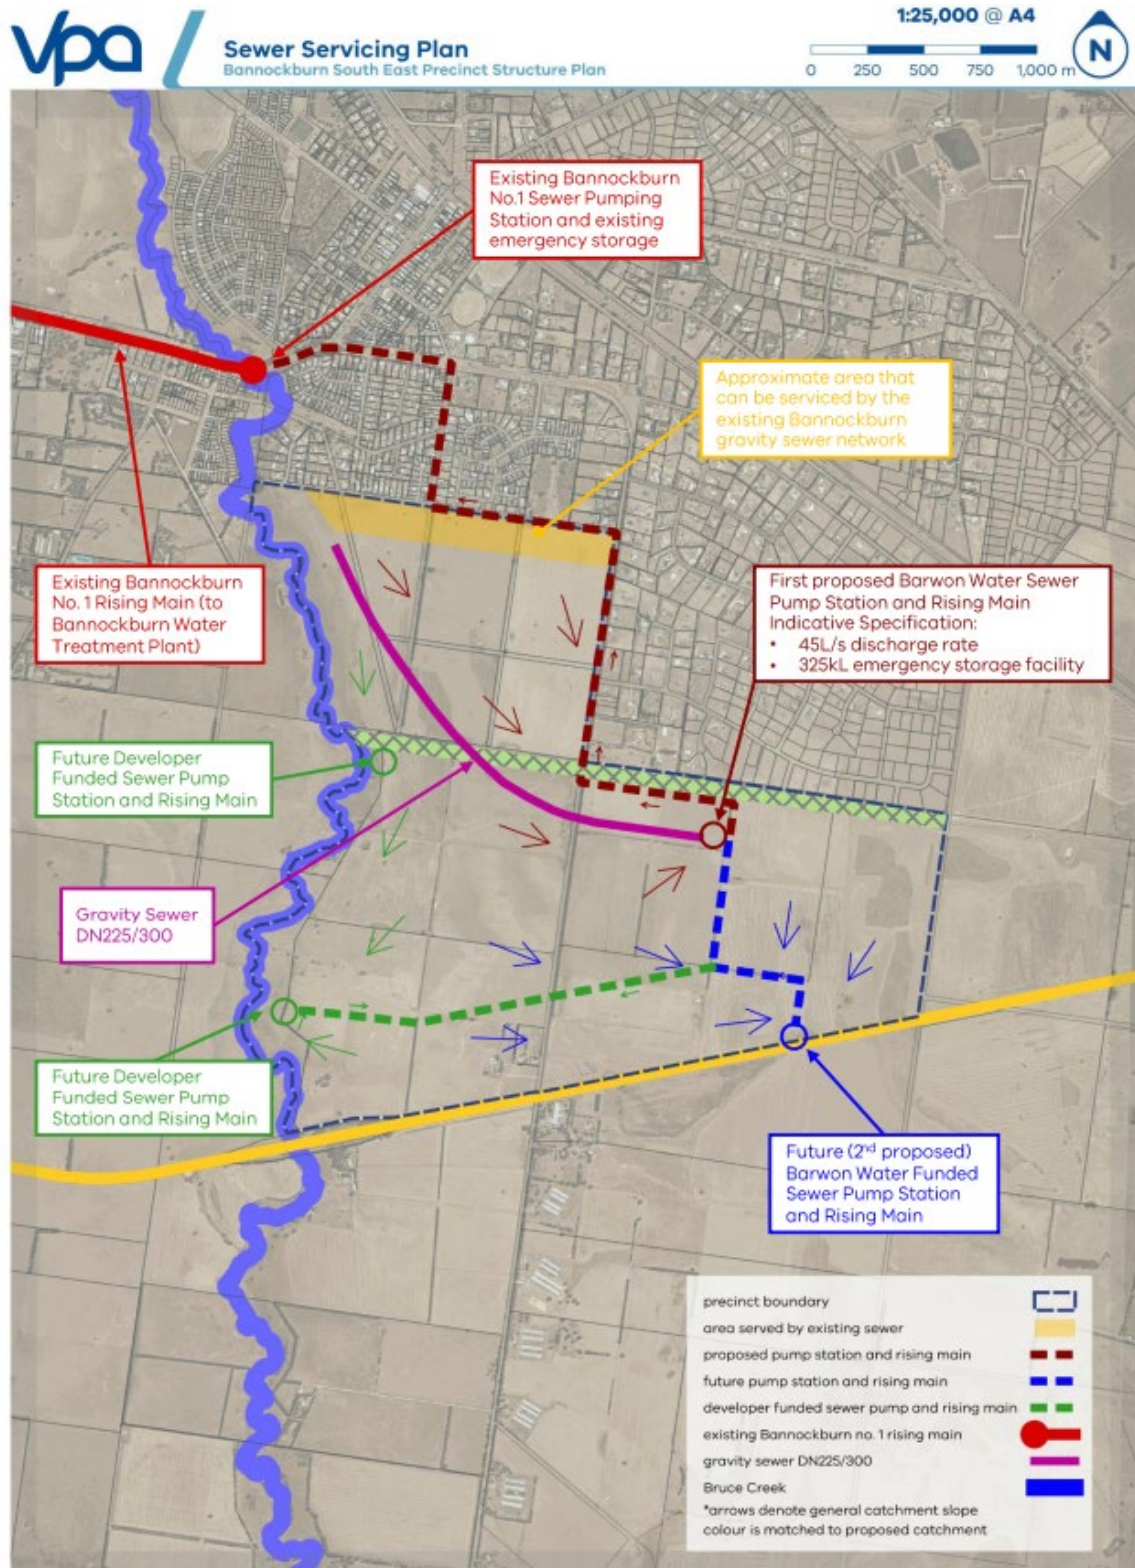 vpa
Sewer Servicing Plan
Bannockburn South East Precinct Structure Plan
1:25,000 @ A4
0 250 500 750 1,000 m
N
Existing Bannockburn
No.1 Sewer Pumping
Station and existing
emergency storage
Approximate area that
can be serviced by the
existing Bannockburn
gravity sewer network
Existing Bannockburn
No. 1 Rising Main (to
Bannockburn Water
Treatment Plant)
First proposed Barwon Water Sewer
Pump Station and Rising Main
Indicative Specification:
• 45L/s discharge rate
• 325kL emergency storage facility
Future Developer
Funded Sewer Pump
Station and Rising Main
Gravity Sewer
DN225/300
Future Developer
Funded Sewer Pump
Station and Rising Main
Future (2nd proposed)
Barwon Water Funded
Sewer Pump Station
and Rising Main
precinct boundary
area served by existing sewer
proposed pump station and rising main
future pump station and rising main
developer funded sewer pump and rising main
existing Bannockburn no. 1 rising main
gravity sewer DN225/300
Bruce Creek
*arrows denote general catchment slope
colour is matched to proposed catchment